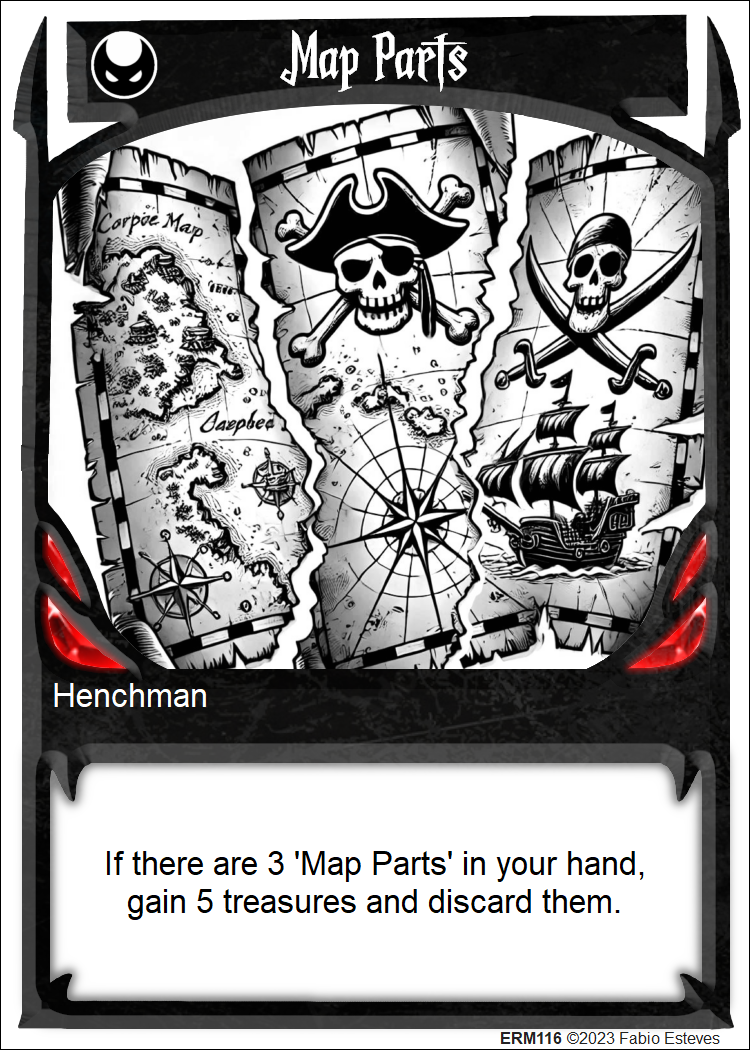 Map Parts
Corpoe Map
Henchman
If there are 3 'Map Parts' in your hand,
gain 5 treasures and discard them.
ERM116 ©2023 Fabio Esteves